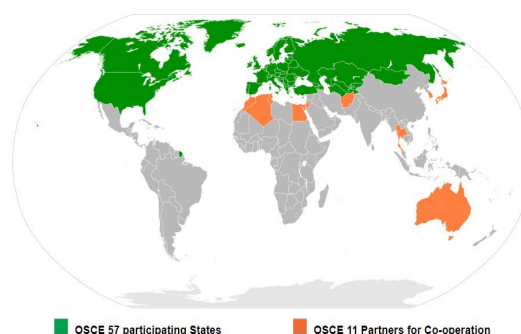 OSCE 57 participating States
OSCE 11 Partners for Co-operation